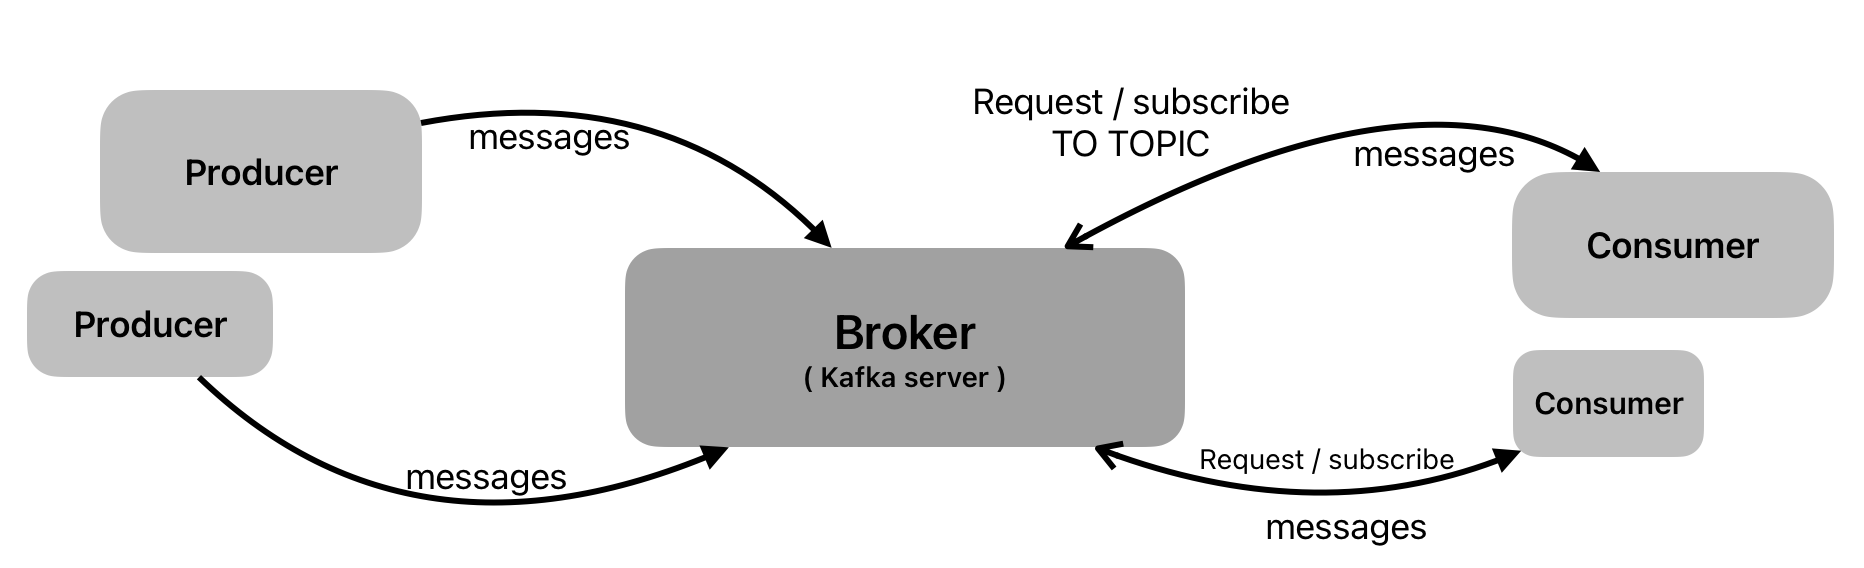 Request / subscribe
TO TOPIC
messages
messages
Producer
Consumer
Producer
Broker
( Kafka server )
Consumer
Request / subscribe
messages
messages